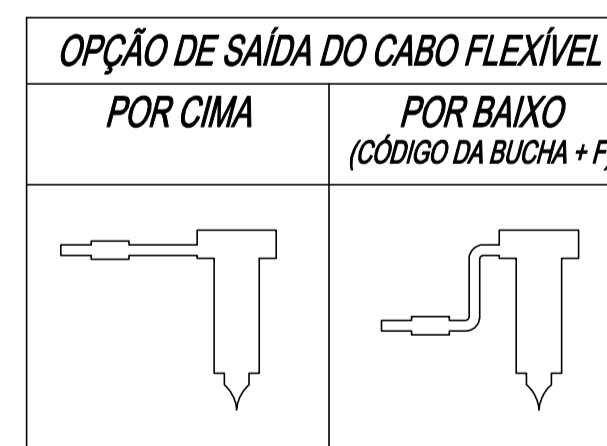 OPÇÃO DE SAÍDA DO CABO FLEXÍVEL
POR CIMA
POR BAIXO
(CÓDIGO DA BUCHA + F)